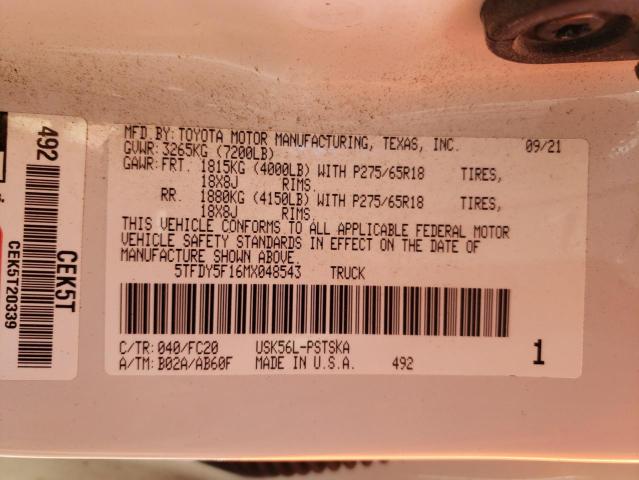 MFD.BY: TOYOTA MOTOR MANUFACTURING, TEXAS, INC. 09/21
GVWR: 3265KG (7200LB)
GAWR: FRT. 1815KG (4000LB) WITH P275/65R18 TIRES,
18X8J RIMS.
RR. 1880KG (4150LB) WITH P275/65R18 TIRES,
18X8J RIMS.
THIS VEHICLE CONFORMS TO ALL APPLICABLE FEDERAL MOTOR
VEHICLE SAFETY STANDARDS IN EFFECT ON THE DATE OF
MANUFACTURE SHOWN ABOVE.
5TFDY5F16MX048543 TRUCK
C/TR: 040/FC20 USK56L-PSTSKA
A/TM: B02A/AB60F MADE IN U.S.A. 492
1
492
CEK5T
CEK5T20339